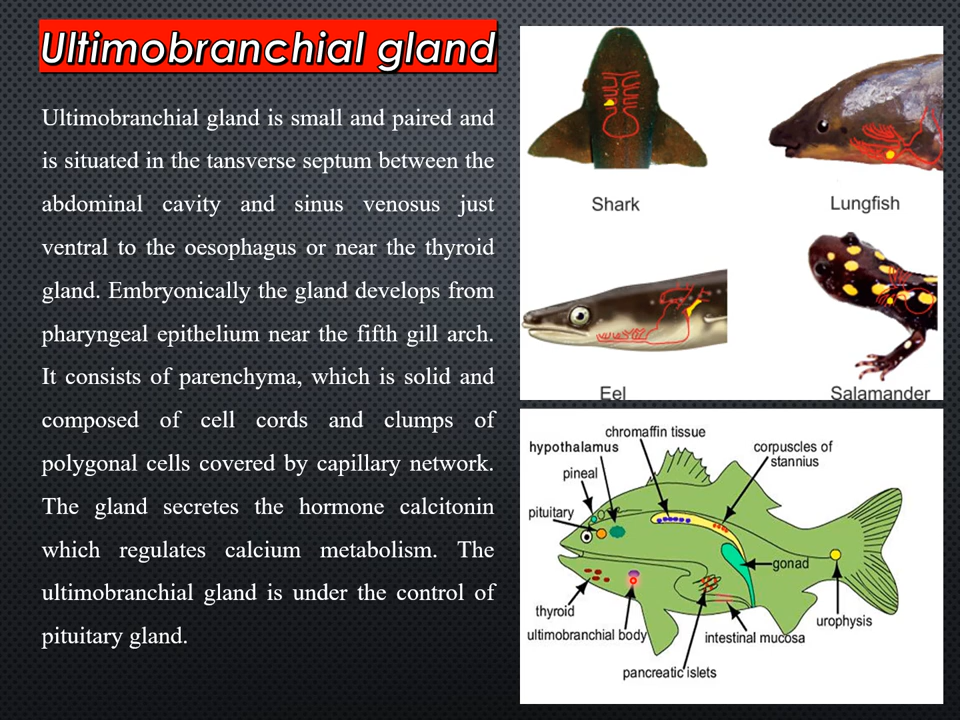 Ultimobranchial gland
Ultimobranchial gland is small and paired and
is situated in the tansverse septum between the
abdominal cavity and sinus venosus just
ventral to the oesophagus or near the thyroid
gland. Embryonically the gland develops from
pharyngeal epithelium near the fifth gill arch.
It consists of parenchyma, which is solid and
composed of cell cords and clumps of
polygonal cells covered by capillary network.
The gland secretes the hormone calcitonin
which regulates calcium metabolism. The
ultimobranchial gland is under the control of
pituitary gland.
Shark
Lungfish
Eel
Salamander
chromaffin tissue
hypothalamus
corpuscles of
stannius
pineal
pituitary
gonad
thyroid
urophysis
ultimobranchial body
intestinal mucosa
pancreatic islets